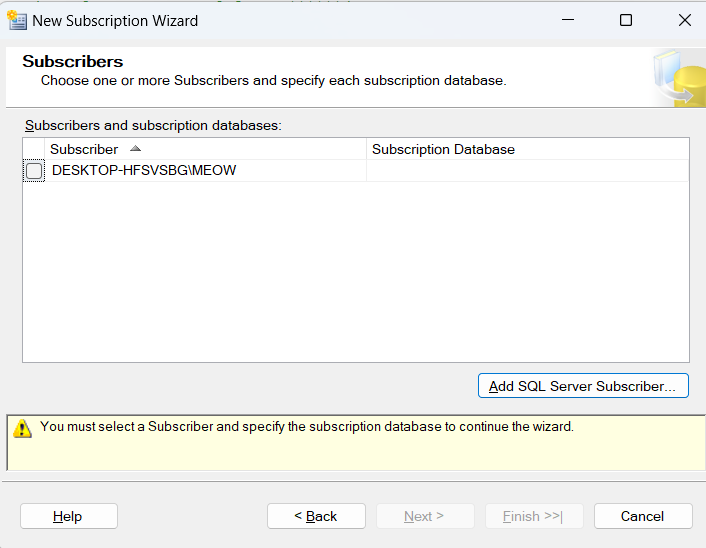 New Subscription Wizard
Subscribers
Choose one or more Subscribers and specify each subscription database.
Subscribers and subscription databases:
Subscriber Subscription Database
DESKTOP-HFSVSBG\MEOW
Add SQL Server Subscriber...
You must select a Subscriber and specify the subscription database to continue the wizard.
Help < Back Next > Finish >>| Cancel